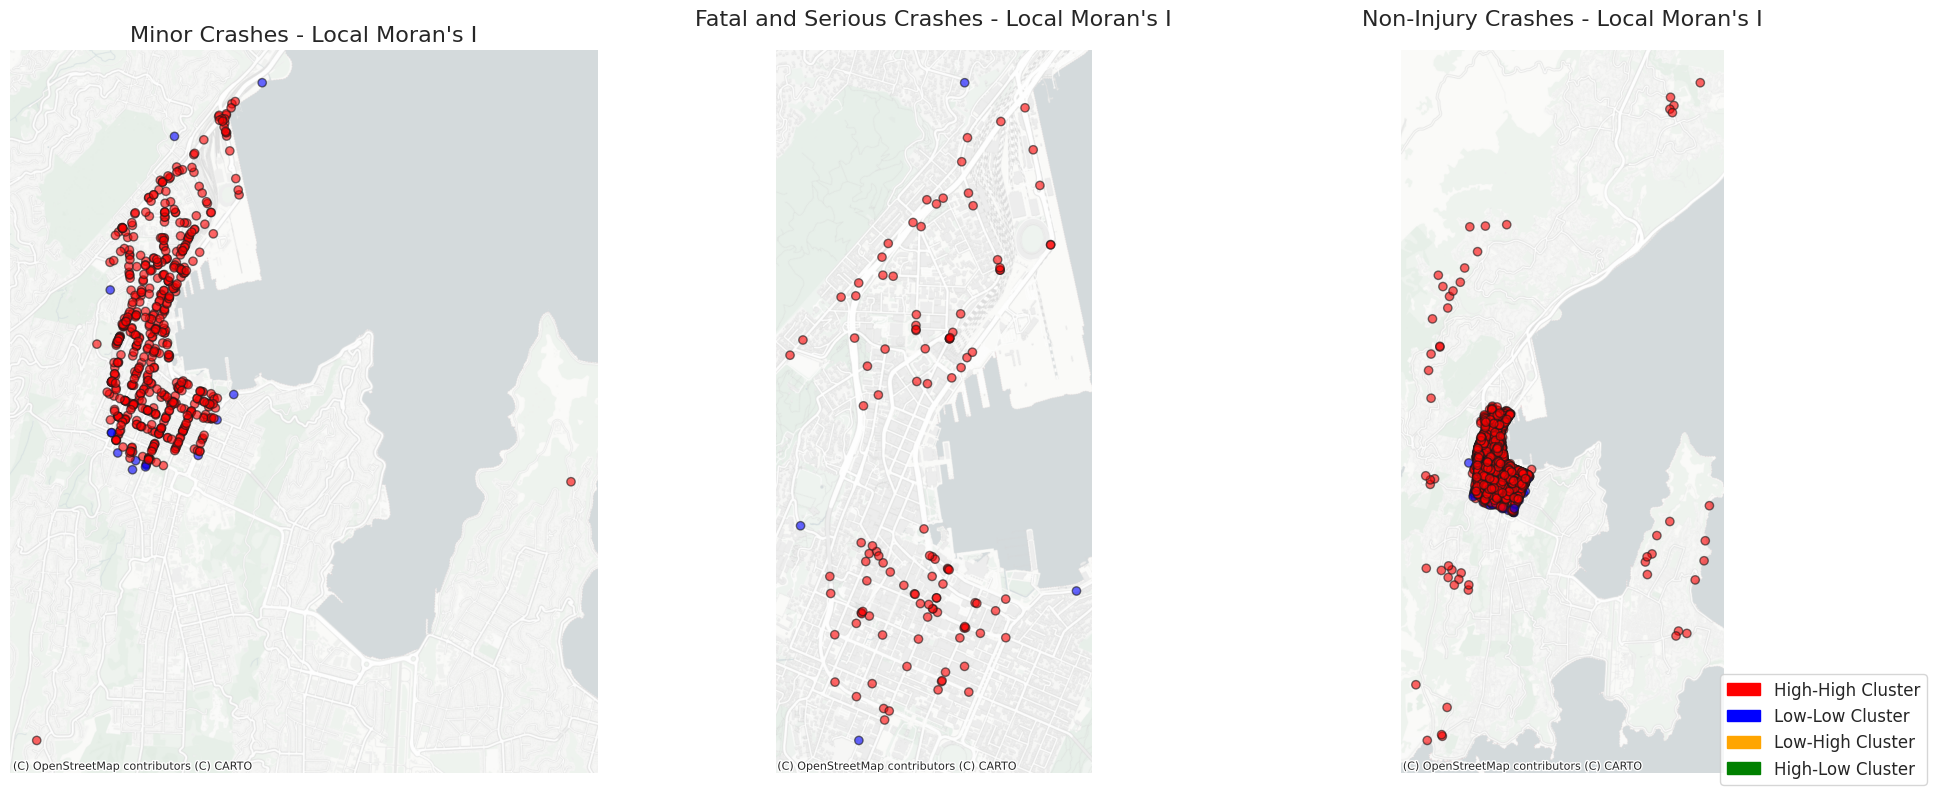 Minor Crashes - Local Moran's I
Fatal and Serious Crashes - Local Moran's I
Non-Injury Crashes - Local Moran's I
(C) OpenStreetMap contributors (C) CARTO
(C) OpenStreetMap contributors (C) CARTO
(C) OpenStreetMap contributors (C) CARTO
High-High Cluster
Low-Low Cluster
Low-High Cluster
High-Low Cluster